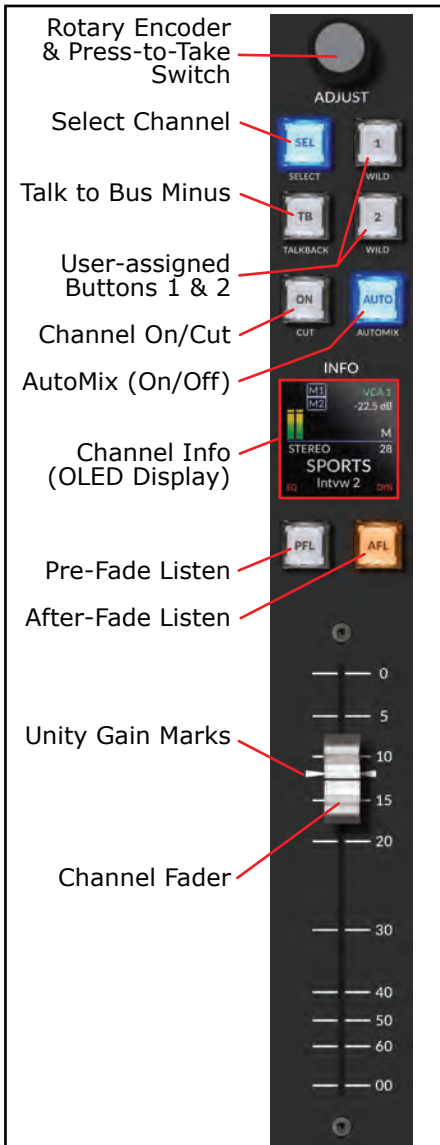 Rotary Encoder
& Press-to-Take
Switch
ADJUST
Select Channel
SEL
1
SELECT
WILD
Talk to Bus Minus
TB
2
TALKBACK
WILD
User-assigned
Buttons 1 & 2
ON
AUTO
Channel On/Cut
CUT
AUTOMIX
AutoMix (On/Off)
INFO
M1
VCA 1
M2
-22.5 dB
M
Channel Info
(OLED Display)
STEREO
28
SPORTS
Intvw 2
EQ
DYN
PFL
AFL
Pre-Fade Listen
After-Fade Listen
0
5
Unity Gain Marks
10
15
20
Channel Fader
30
40
50
60
00